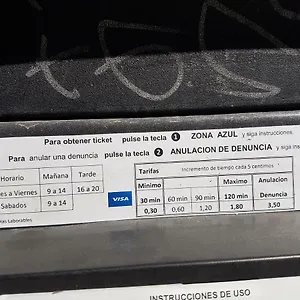 Para obtener ticket pulse la tecla 1 ZONA AZUL y siga instrucciones.
Para anular una denuncia pulse la tecla 2 ANULACION DE DENUNCIA y siga
Horario Mañana Tarde
es a Viernes 9 a 14 16 a 20
Sabados 9 a 14
as Laborables
VISA
Tarifas Incremento de tiempo cada 5 centimos
Minimo Maximo Anulacion
30 min 60 min 90 min 120 min Denuncia
0,30 0,60 1,20 1,80 3,50
INSTRUCCIONES DE USO